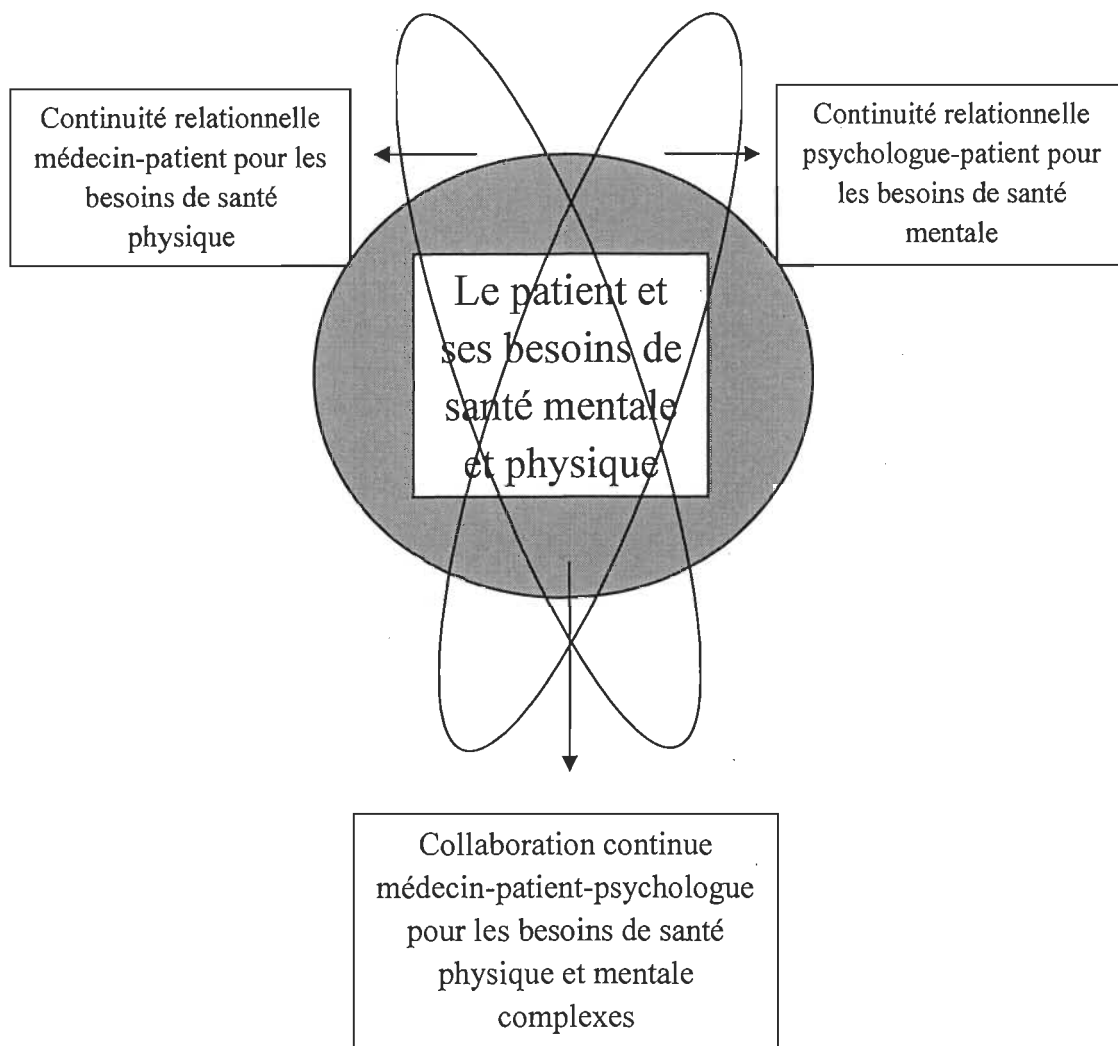 Continuité relationnelle
médecin-patient pour les
besoins de santé
physique
Continuité relationnelle
psychologue-patient pour
les besoins de santé
mentale
Le patient et
ses besoins de
santé mentale
et physique
Collaboration continue
médecin-patient-psychologue
pour les besoins de santé
physique et mentale
complexes